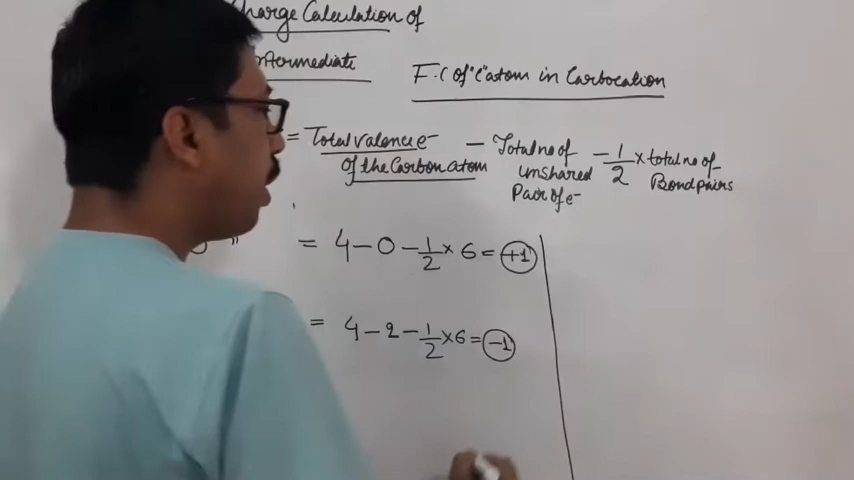 Charge Calculation of
Intermediate
F.C of "C" atom in Carbocation
= Total valence e⁻ of the Carbon atom − Total no of unshared Pair of e⁻ − 1/2 × total no of Bond pairs
= 4 − 0 − 1/2 × 6 = +1
= 4 − 2 − 1/2 × 6 = −1